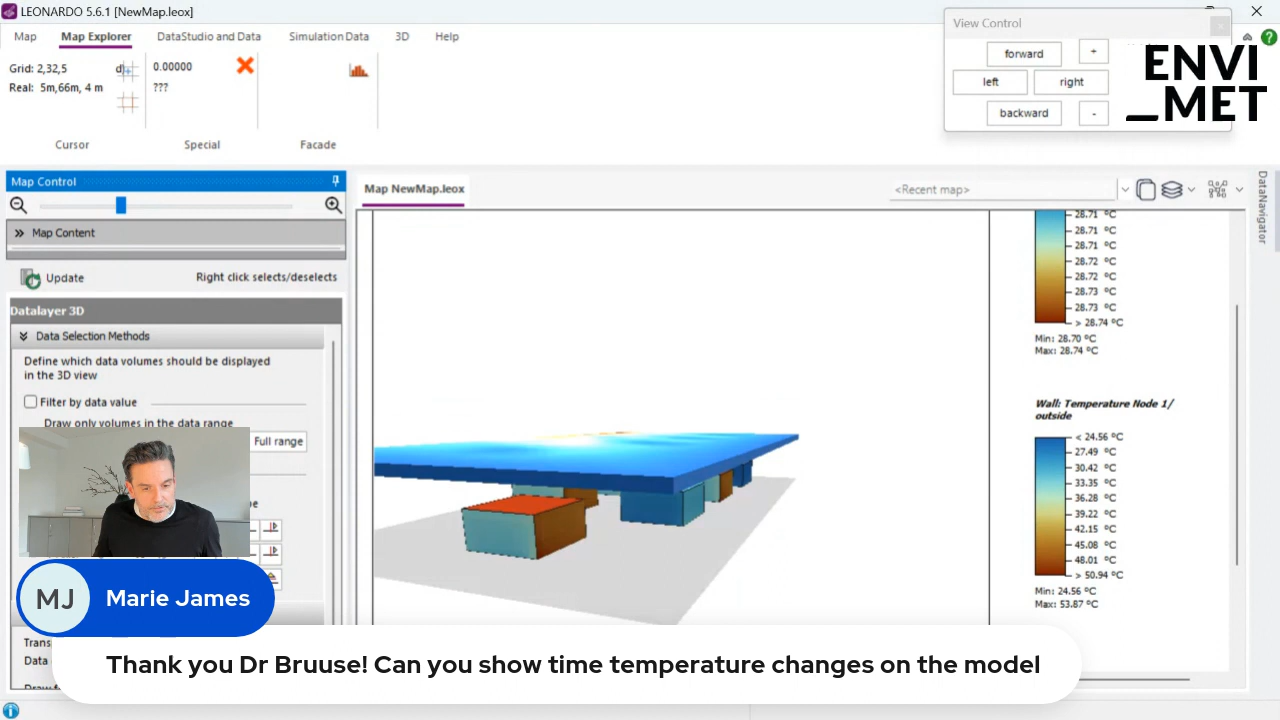 LEONARDO 5.6.1 [NewMap.leox]
Map
Map Explorer
DataStudio and Data
Simulation Data
3D
Help
Grid: 2,32,5
Real: 5m,66m, 4 m
Cursor
0.00000
???
Special
Facade
View Control
forward
+
left
right
backward
-
ENVI
_MET
Map Control
Map Content
Update
Right click selects/deselects
Datalayer 3D
Data Selection Methods
Define which data volumes should be displayed
in the 3D view
Filter by data value
Draw only volumes in the data range
Full range
Map NewMap.leox
<Recent map>
DataNavigator
28.71 °C
28.71 °C
28.71 °C
28.72 °C
28.72 °C
28.73 °C
28.73 °C
> 28.74 °C
Min: 28.70 °C
Max: 28.74 °C
Wall: Temperature Node 1/
outside
< 24.56 °C
27.49 °C
30.42 °C
33.35 °C
36.28 °C
39.22 °C
42.15 °C
45.08 °C
48.01 °C
> 50.94 °C
Min: 24.56 °C
Max: 53.87 °C
MJ
Marie James
Trans
Data
Thank you Dr Bruuse! Can you show time temperature changes on the model